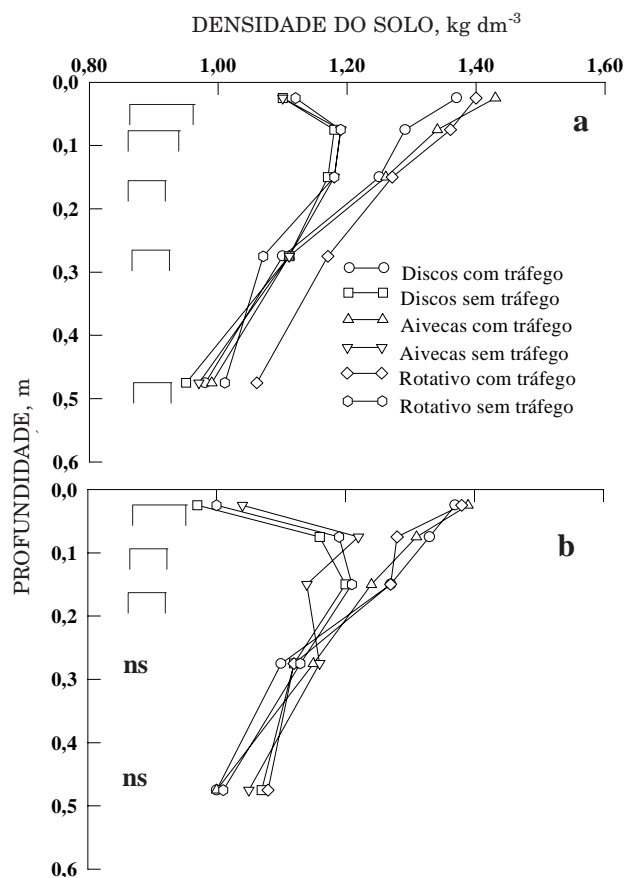 DENSIDADE DO SOLO, kg dm-3
0,80 1,00 1,20 1,40 1,60
0,0
a
0,1
0,2
0,3
Discos com tráfego
Discos sem tráfego
Aivecas com tráfego
Aivecas sem tráfego
Rotativo com tráfego
Rotativo sem tráfego
0,4
0,5
0,6
PROFUNDIDADE, m
0,0
0,1
b
0,2
ns
0,3
0,4
ns
0,5
0,6